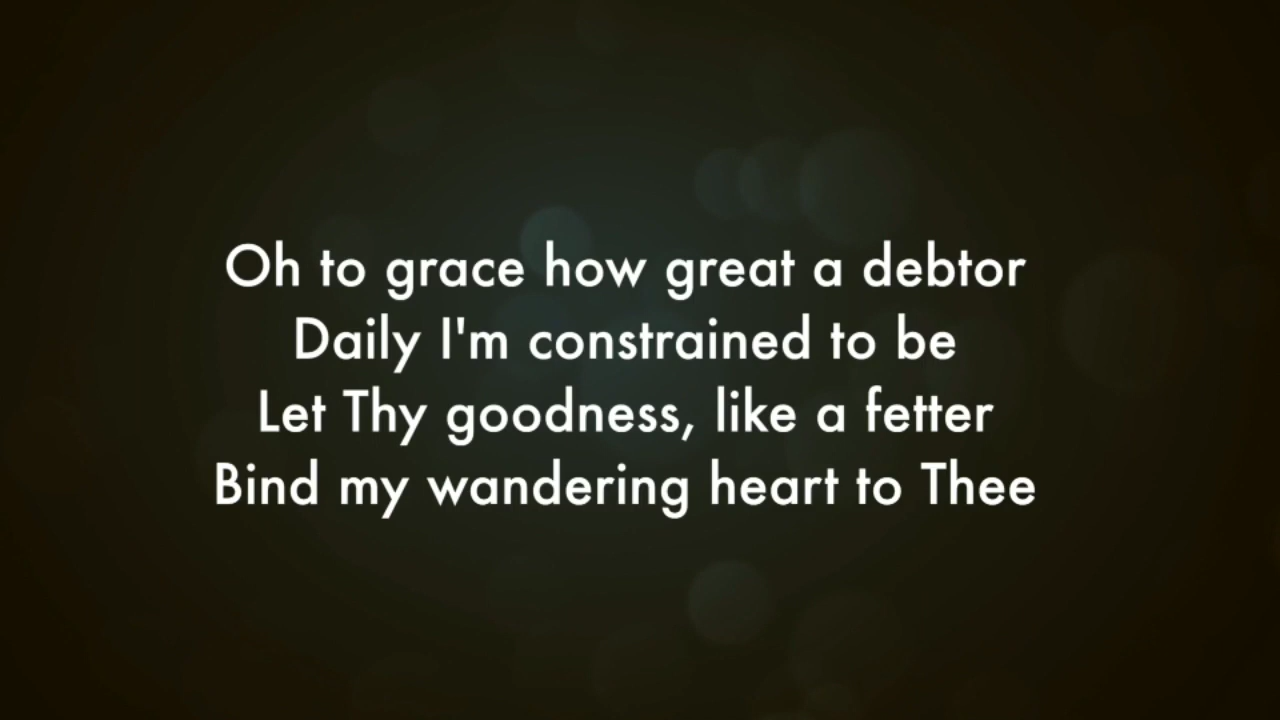 Oh to grace how great a debtor
Daily I'm constrained to be
Let Thy goodness, like a fetter
Bind my wandering heart to Thee